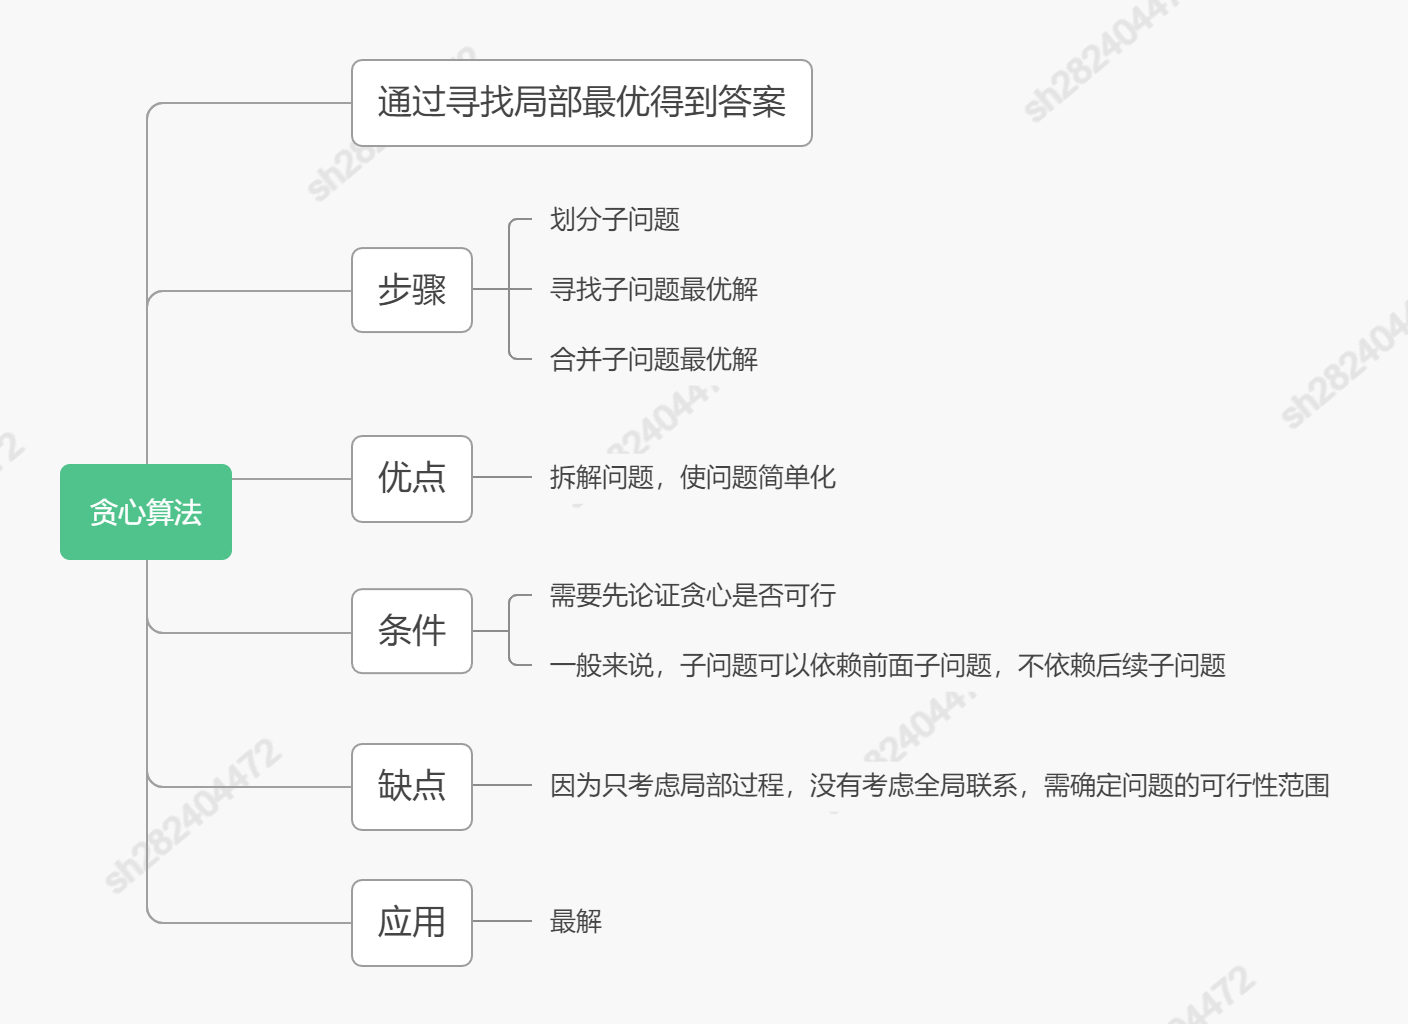 通过寻找局部最优得到答案
步骤
划分子问题
寻找子问题最优解
合并子问题最优解
优点
拆解问题，使问题简单化
贪心算法
条件
需要先论证贪心是否可行
一般来说，子问题可以依赖前面子问题，不依赖后续子问题
缺点
因为只考虑局部过程，没有考虑全局联系，需确定问题的可行性范围
应用
最解
sh282404472